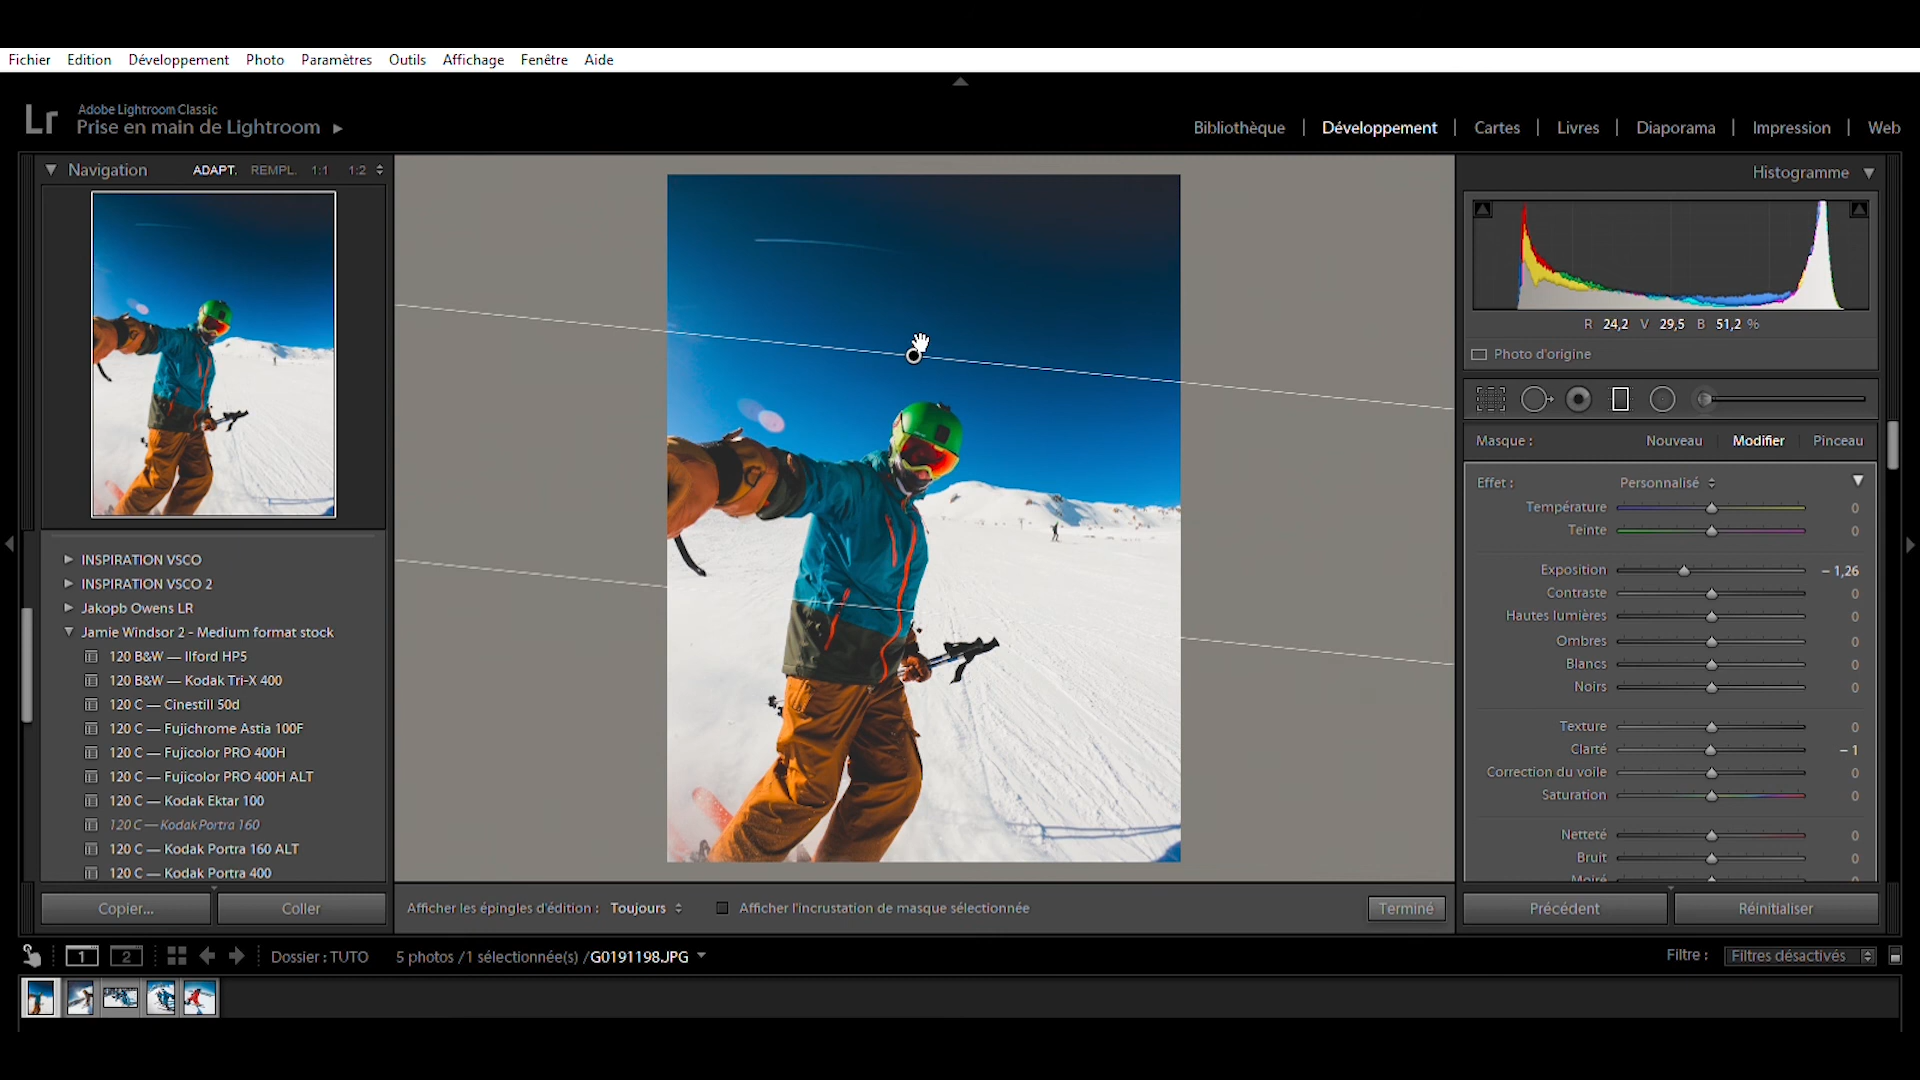 Fichier Edition Développement Photo Paramètres Outils Affichage Fenêtre Aide
Lr
Adobe Lightroom Classic
Prise en main de Lightroom
Bibliothèque | Développement | Cartes | Livres | Diaporama | Impression | Web
Navigation ADAPT. REMPL. 1:1 1:2
INSPIRATION VSCO
INSPIRATION VSCO 2
Jakopb Owens LR
Jamie Windsor 2 - Medium format stock
120 B&W — Ilford HP5
120 B&W — Kodak Tri-X 400
120 C — Cinestill 50d
120 C — Fujichrome Astia 100F
120 C — Fujicolor PRO 400H
120 C — Fujicolor PRO 400H ALT
120 C — Kodak Ektar 100
120 C — Kodak Portra 160
120 C — Kodak Portra 160 ALT
120 C — Kodak Portra 400
Copier... Coller
Afficher les épingles d'édition : Toujours Afficher l'incrustation de masque sélectionnée Terminé
Histogramme
R 24,2 V 29,5 B 51,2 %
Photo d'origine
Masque : Nouveau Modifier Pinceau
Effet : Personnalisé
Température 0
Teinte 0
Exposition – 1,26
Contraste 0
Hautes lumières 0
Ombres 0
Blancs 0
Noirs 0
Texture 0
Clarté – 1
Correction du voile 0
Saturation 0
Netteté 0
Bruit 0
Moiré 0
Précédent Réinitialiser
1 2 Dossier : TUTO 5 photos /1 sélectionnée(s) /G0191198.JPG Filtre : Filtres désactivés